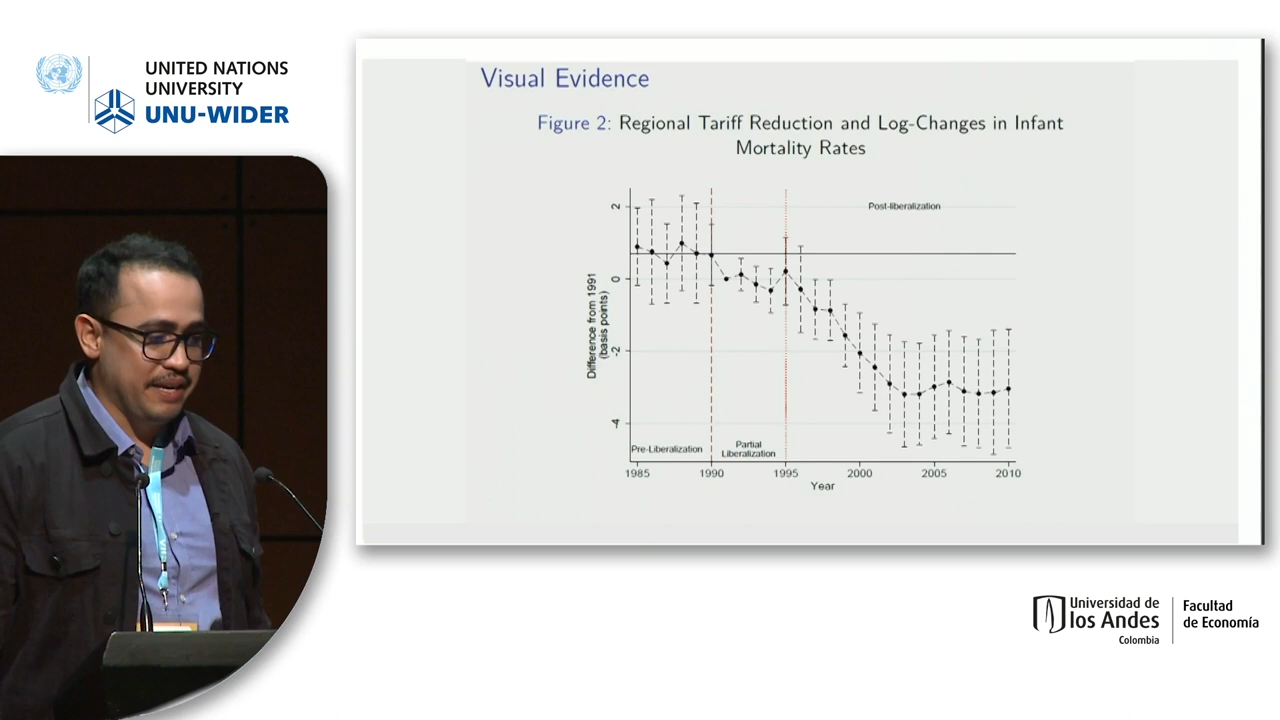 UNITED NATIONS
UNIVERSITY
UNU-WIDER
Visual Evidence
Figure 2: Regional Tariff Reduction and Log-Changes in Infant
Mortality Rates
Post-liberalization
2
0
-2
-4
Difference from 1991
(basis points)
Pre-Liberalization
Partial
Liberalization
1985
1990
1995
2000
2005
2010
Year
Universidad de
los Andes
Colombia
Facultad
de Economía